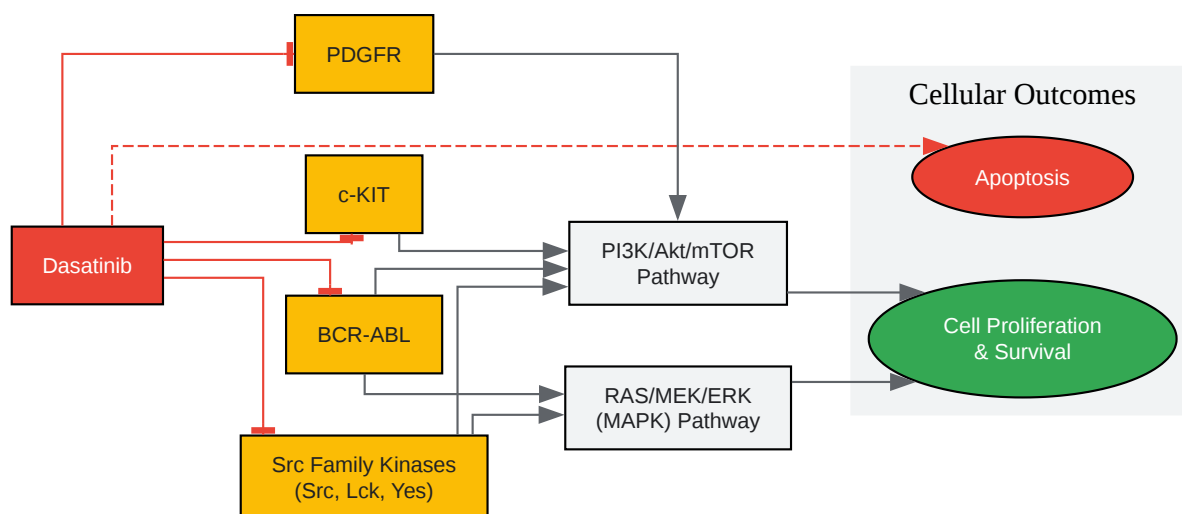 PDGFR
Cellular Outcomes
Apoptosis
c-KIT
Dasatinib
PI3K/Akt/mTOR
Pathway
BCR-ABL
Cell Proliferation
& Survival
RAS/MEK/ERK
(MAPK) Pathway
Src Family Kinases
(Src, Lck, Yes)